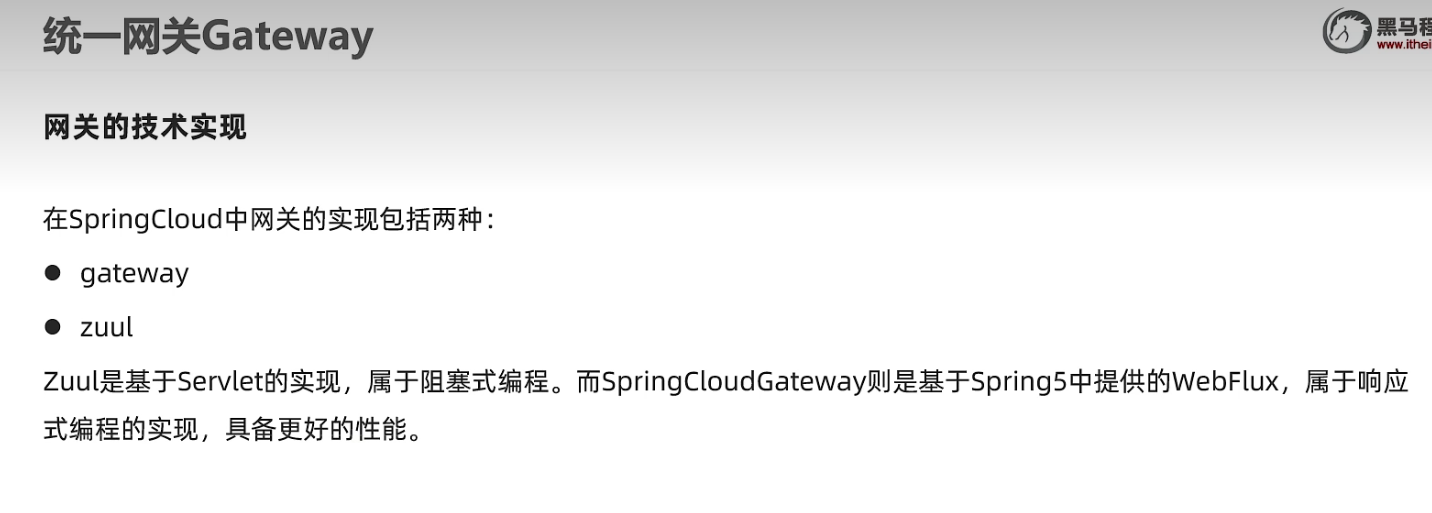 统一网关Gateway
黑马程
www.ithei
网关的技术实现
在SpringCloud中网关的实现包括两种：
● gateway
● zuul
Zuul是基于Servlet的实现，属于阻塞式编程。而SpringCloudGateway则是基于Spring5中提供的WebFlux，属于响应
式编程的实现，具备更好的性能。